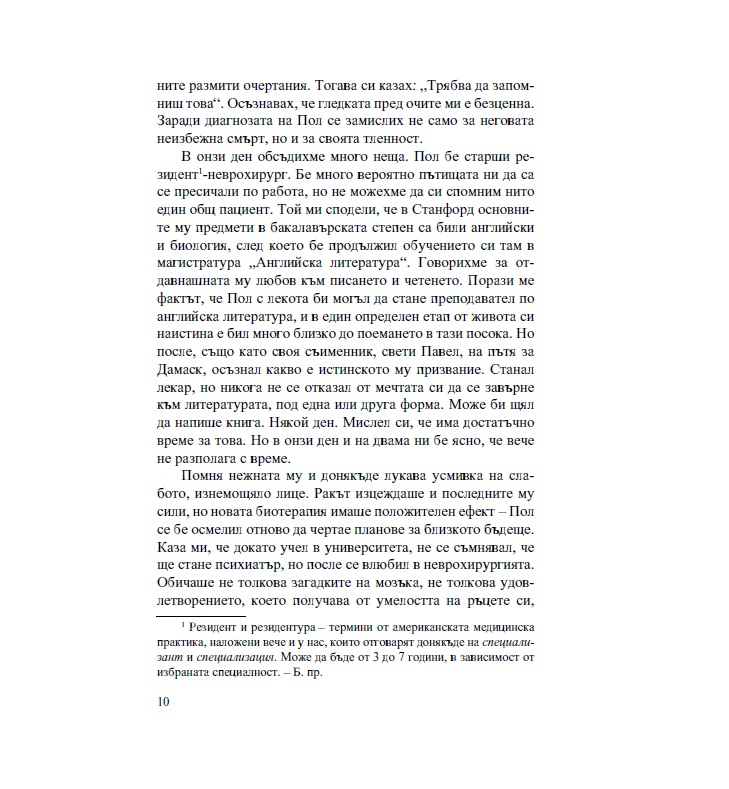 ните размити очертания. Тогава си казах: „Трябва да запом-
ниш това“. Осъзнавах, че гледката пред очите ми е безценна.
Заради диагнозата на Пол се замислих не само за неговата
неизбежна смърт, но и за своята тленност.
В онзи ден обсъдихме много неща. Пол бе старши ре-
зидент¹-неврохирург. Бе много вероятно пътищата ни да са
се пресичали по работа, но не можехме да си спомним нито
един общ пациент. Той ми сподели, че в Станфорд основни-
те му предмети в бакалавърската степен са били английски
и биология, след което бе продължил обучението си там в
магистратура „Английска литература“. Говорихме за от-
давнашната му любов към писането и четенето. Порази ме
фактът, че Пол с лекота би могъл да стане преподавател по
английска литература, и в един определен етап от живота си
наистина е бил много близко до поемането в тази посока. Но
после, също като своя съименник, свети Павел, на пътя за
Дамаск, осъзнал какво е истинското му призвание. Станал
лекар, но никога не се отказал от мечтата си да се завърне
към литературата, под една или друга форма. Може би щял
да напише книга. Някой ден. Мислел си, че има достатъчно
време за това. Но в онзи ден и на двама ни бе ясно, че вече
не разполага с време.
Помня нежната му и донякъде лукава усмивка на сла-
бото, изнемощяло лице. Ракът изцеждаше и последните му
сили, но новата биотерапия имаше положителен ефект – Пол
се бе осмелил отново да чертае планове за близкото бъдеще.
Каза ми, че докато учел в университета, не се съмнявал, че
ще стане психиатър, но после се влюбил в неврохирургията.
Обичаше не толкова загадките на мозъка, не толкова удов-
летворението, което получава от умелостта на ръцете си,
¹ Резидент и резидентура – термини от американската медицинска
практика, наложени вече и у нас, които отговарят донякъде на специали-
зант и специализация. Може да бъде от 3 до 7 години, в зависимост от
избраната специалност. – Б. пр.
10